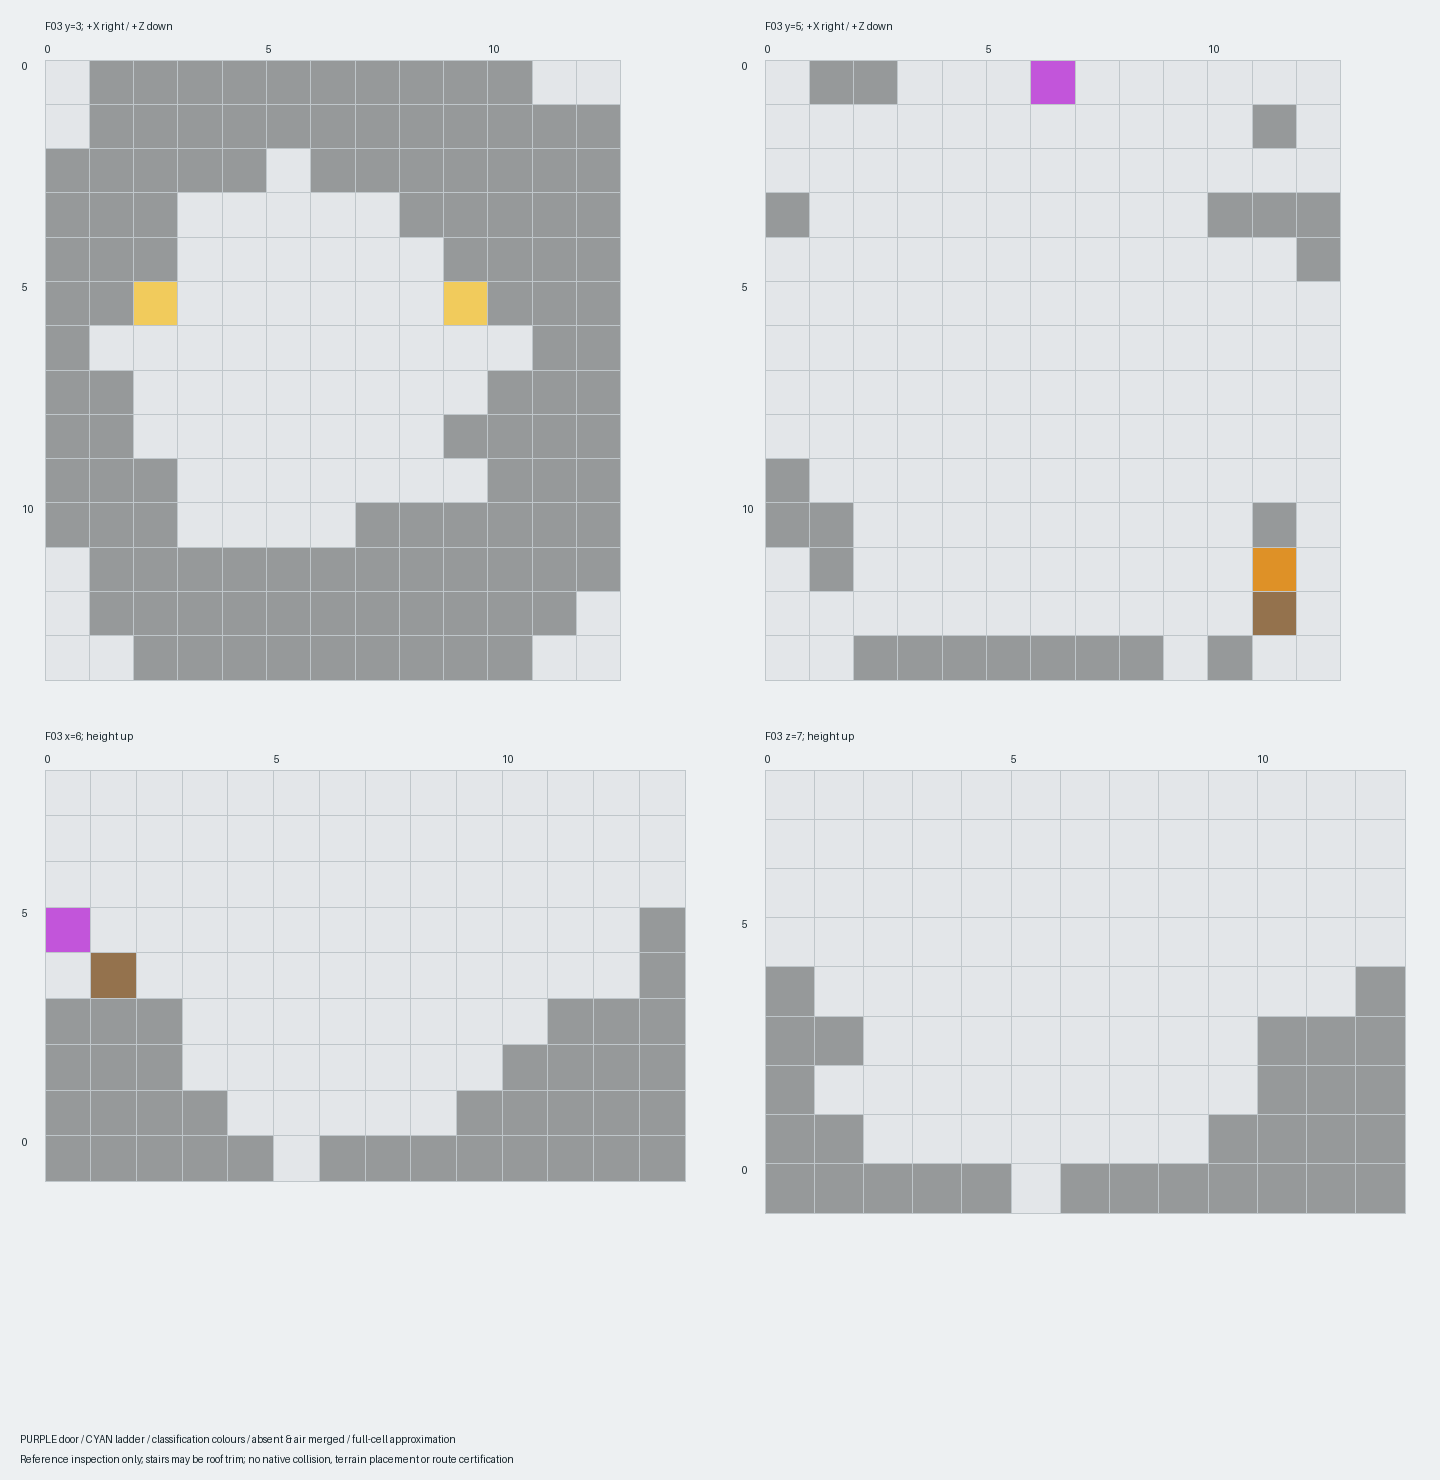 F03 y=3; +X right / +Z down
0 5 10
0
5
10
F03 y=5; +X right / +Z down
0 5 10
0
5
10
F03 x=6; height up
0 5 10
5
0
F03 z=7; height up
0 5 10
5
0
PURPLE door / CYAN ladder / classification colours / absent & air merged / full-cell approximation
Reference inspection only; stairs may be roof trim; no native collision, terrain placement or route certification